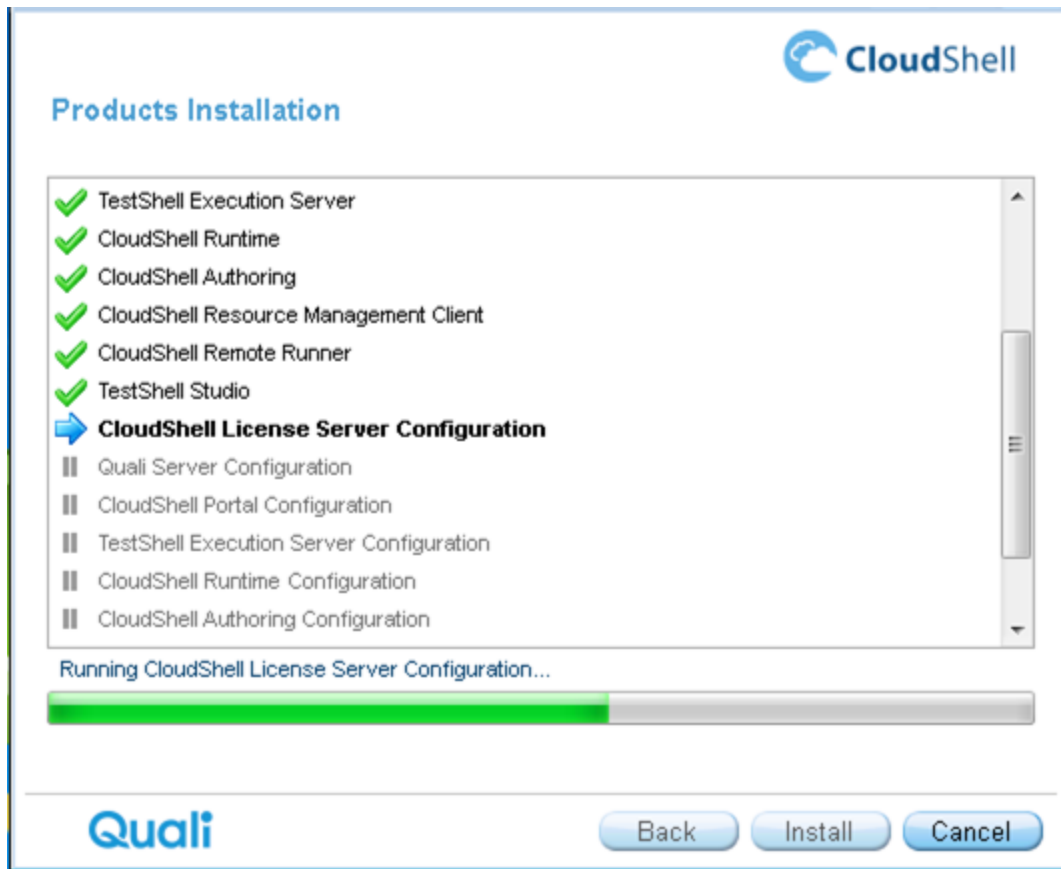 CloudShell
Products Installation
TestShell Execution Server
CloudShell Runtime
CloudShell Authoring
CloudShell Resource Management Client
CloudShell Remote Runner
TestShell Studio
CloudShell License Server Configuration
Quali Server Configuration
CloudShell Portal Configuration
TestShell Execution Server Configuration
CloudShell Runtime Configuration
CloudShell Authoring Configuration
Running CloudShell License Server Configuration...
Quali Back Install Cancel